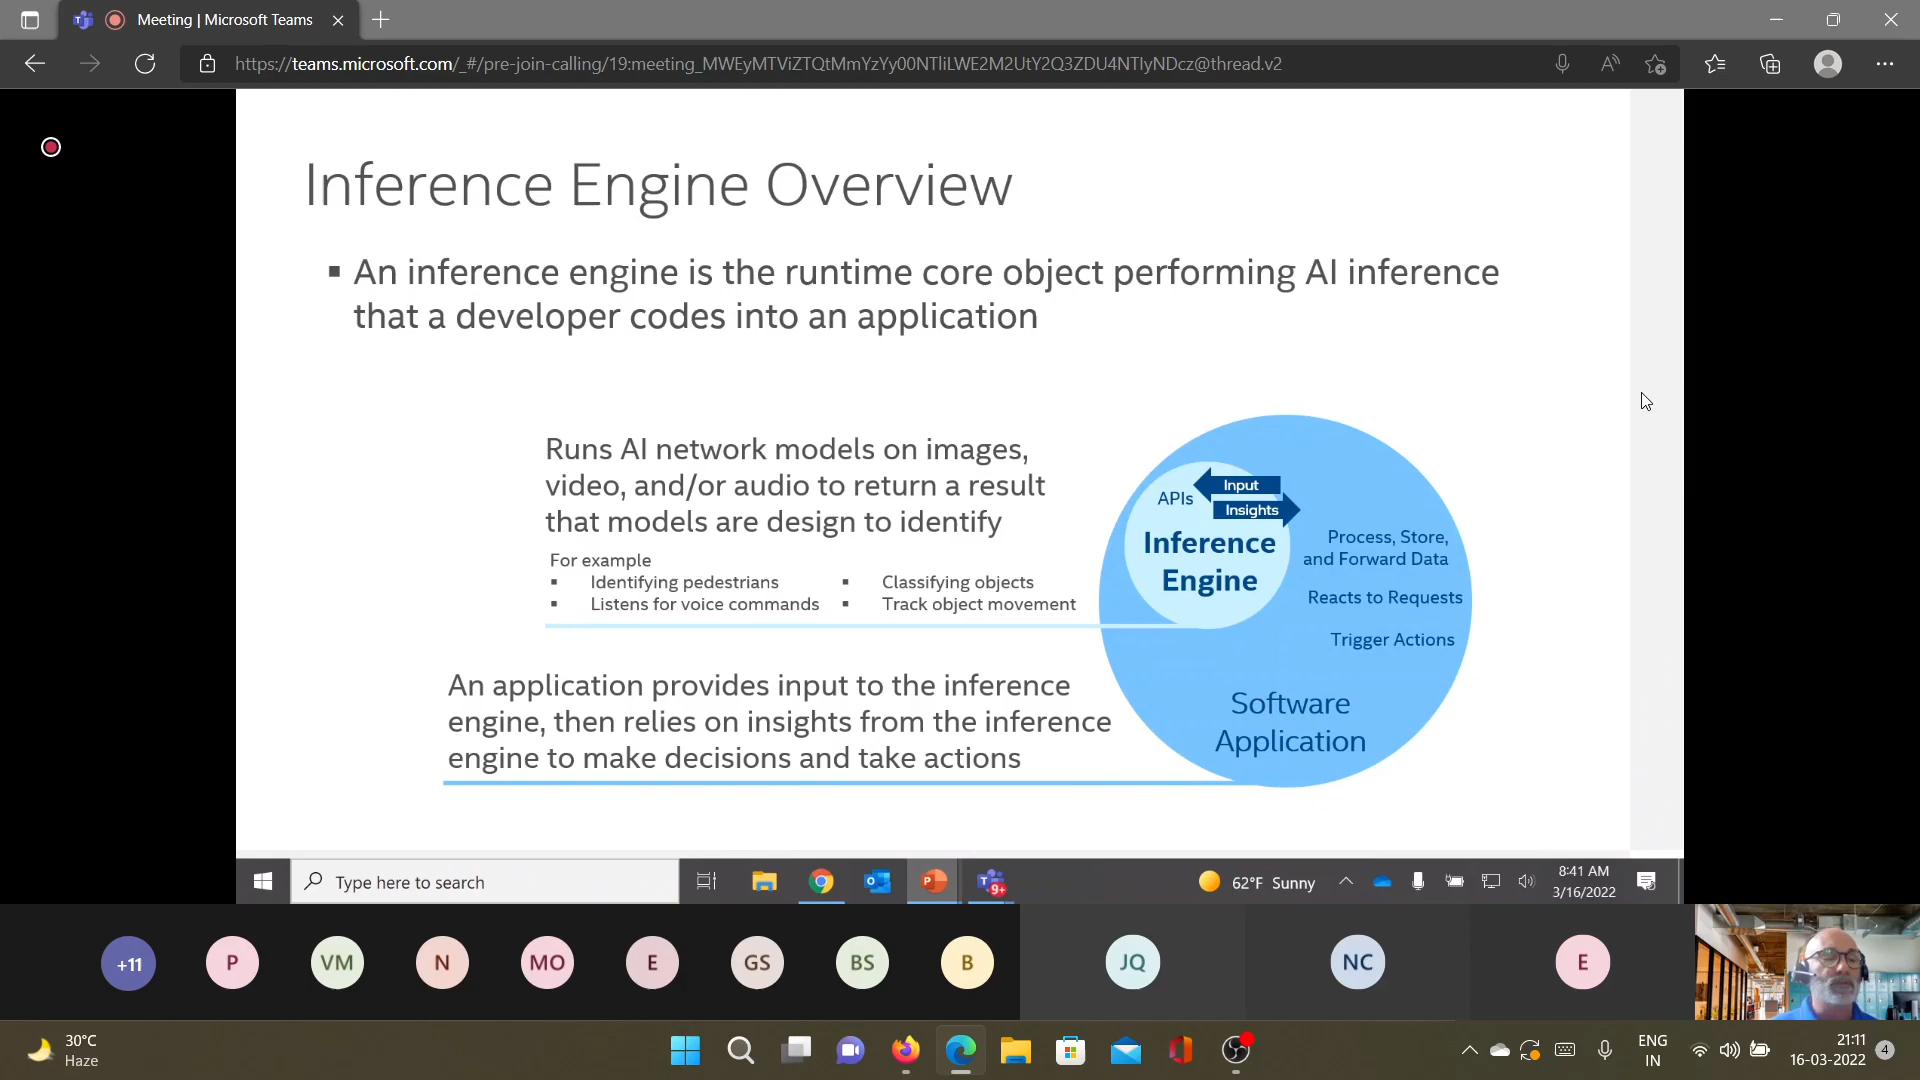 Meeting | Microsoft Teams
https://teams.microsoft.com/_#/pre-join-calling/19:meeting_MWEyMTViZTQtMmYzYy00NTliLWE2M2UtY2Q3ZDU4NTIyNDcz@thread.v2
Inference Engine Overview
An inference engine is the runtime core object performing AI inference
that a developer codes into an application
Runs AI network models on images,
video, and/or audio to return a result
that models are design to identify
For example
Identifying pedestrians
Classifying objects
Listens for voice commands
Track object movement
An application provides input to the inference
engine, then relies on insights from the inference
engine to make decisions and take actions
APIs
Input
Insights
Inference
Engine
Process, Store,
and Forward Data
Reacts to Requests
Trigger Actions
Software
Application
Type here to search
9+
62°F Sunny
8:41 AM
3/16/2022
+11
P
VM
N
MO
E
GS
BS
B
JQ
NC
E
30°C
Haze
ENG
IN
21:11
16-03-2022
4